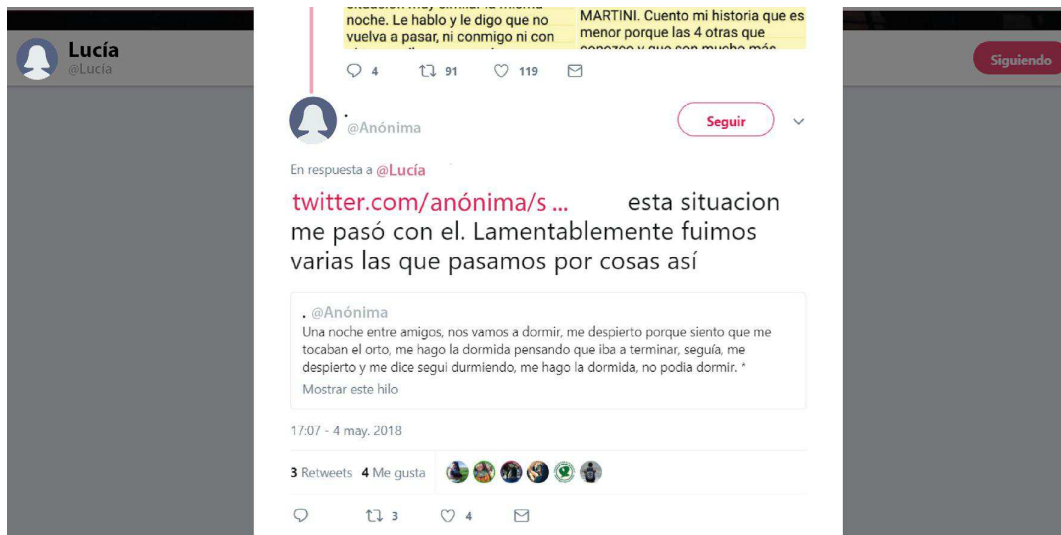 Lucía
@Lucía
Siguiendo
noche. Le hablo y le digo que no
vuelva a pasar, ni conmigo ni con
MARTINI. Cuento mi historia que es
menor porque las 4 otras que
conozco y que son mucho más
4 91 119
.
@Anónima
Seguir
En respuesta a @Lucía
twitter.com/anónima/s ... esta situacion
me pasó con el. Lamentablemente fuimos
varias las que pasamos por cosas así
. @Anónima
Una noche entre amigos, nos vamos a dormir, me despierto porque siento que me
tocaban el orto, me hago la dormida pensando que iba a terminar, seguía, me
despierto y me dice segui durmiendo, me hago la dormida, no podia dormir. *
Mostrar este hilo
17:07 - 4 may. 2018
3 Retweets 4 Me gusta
3 4